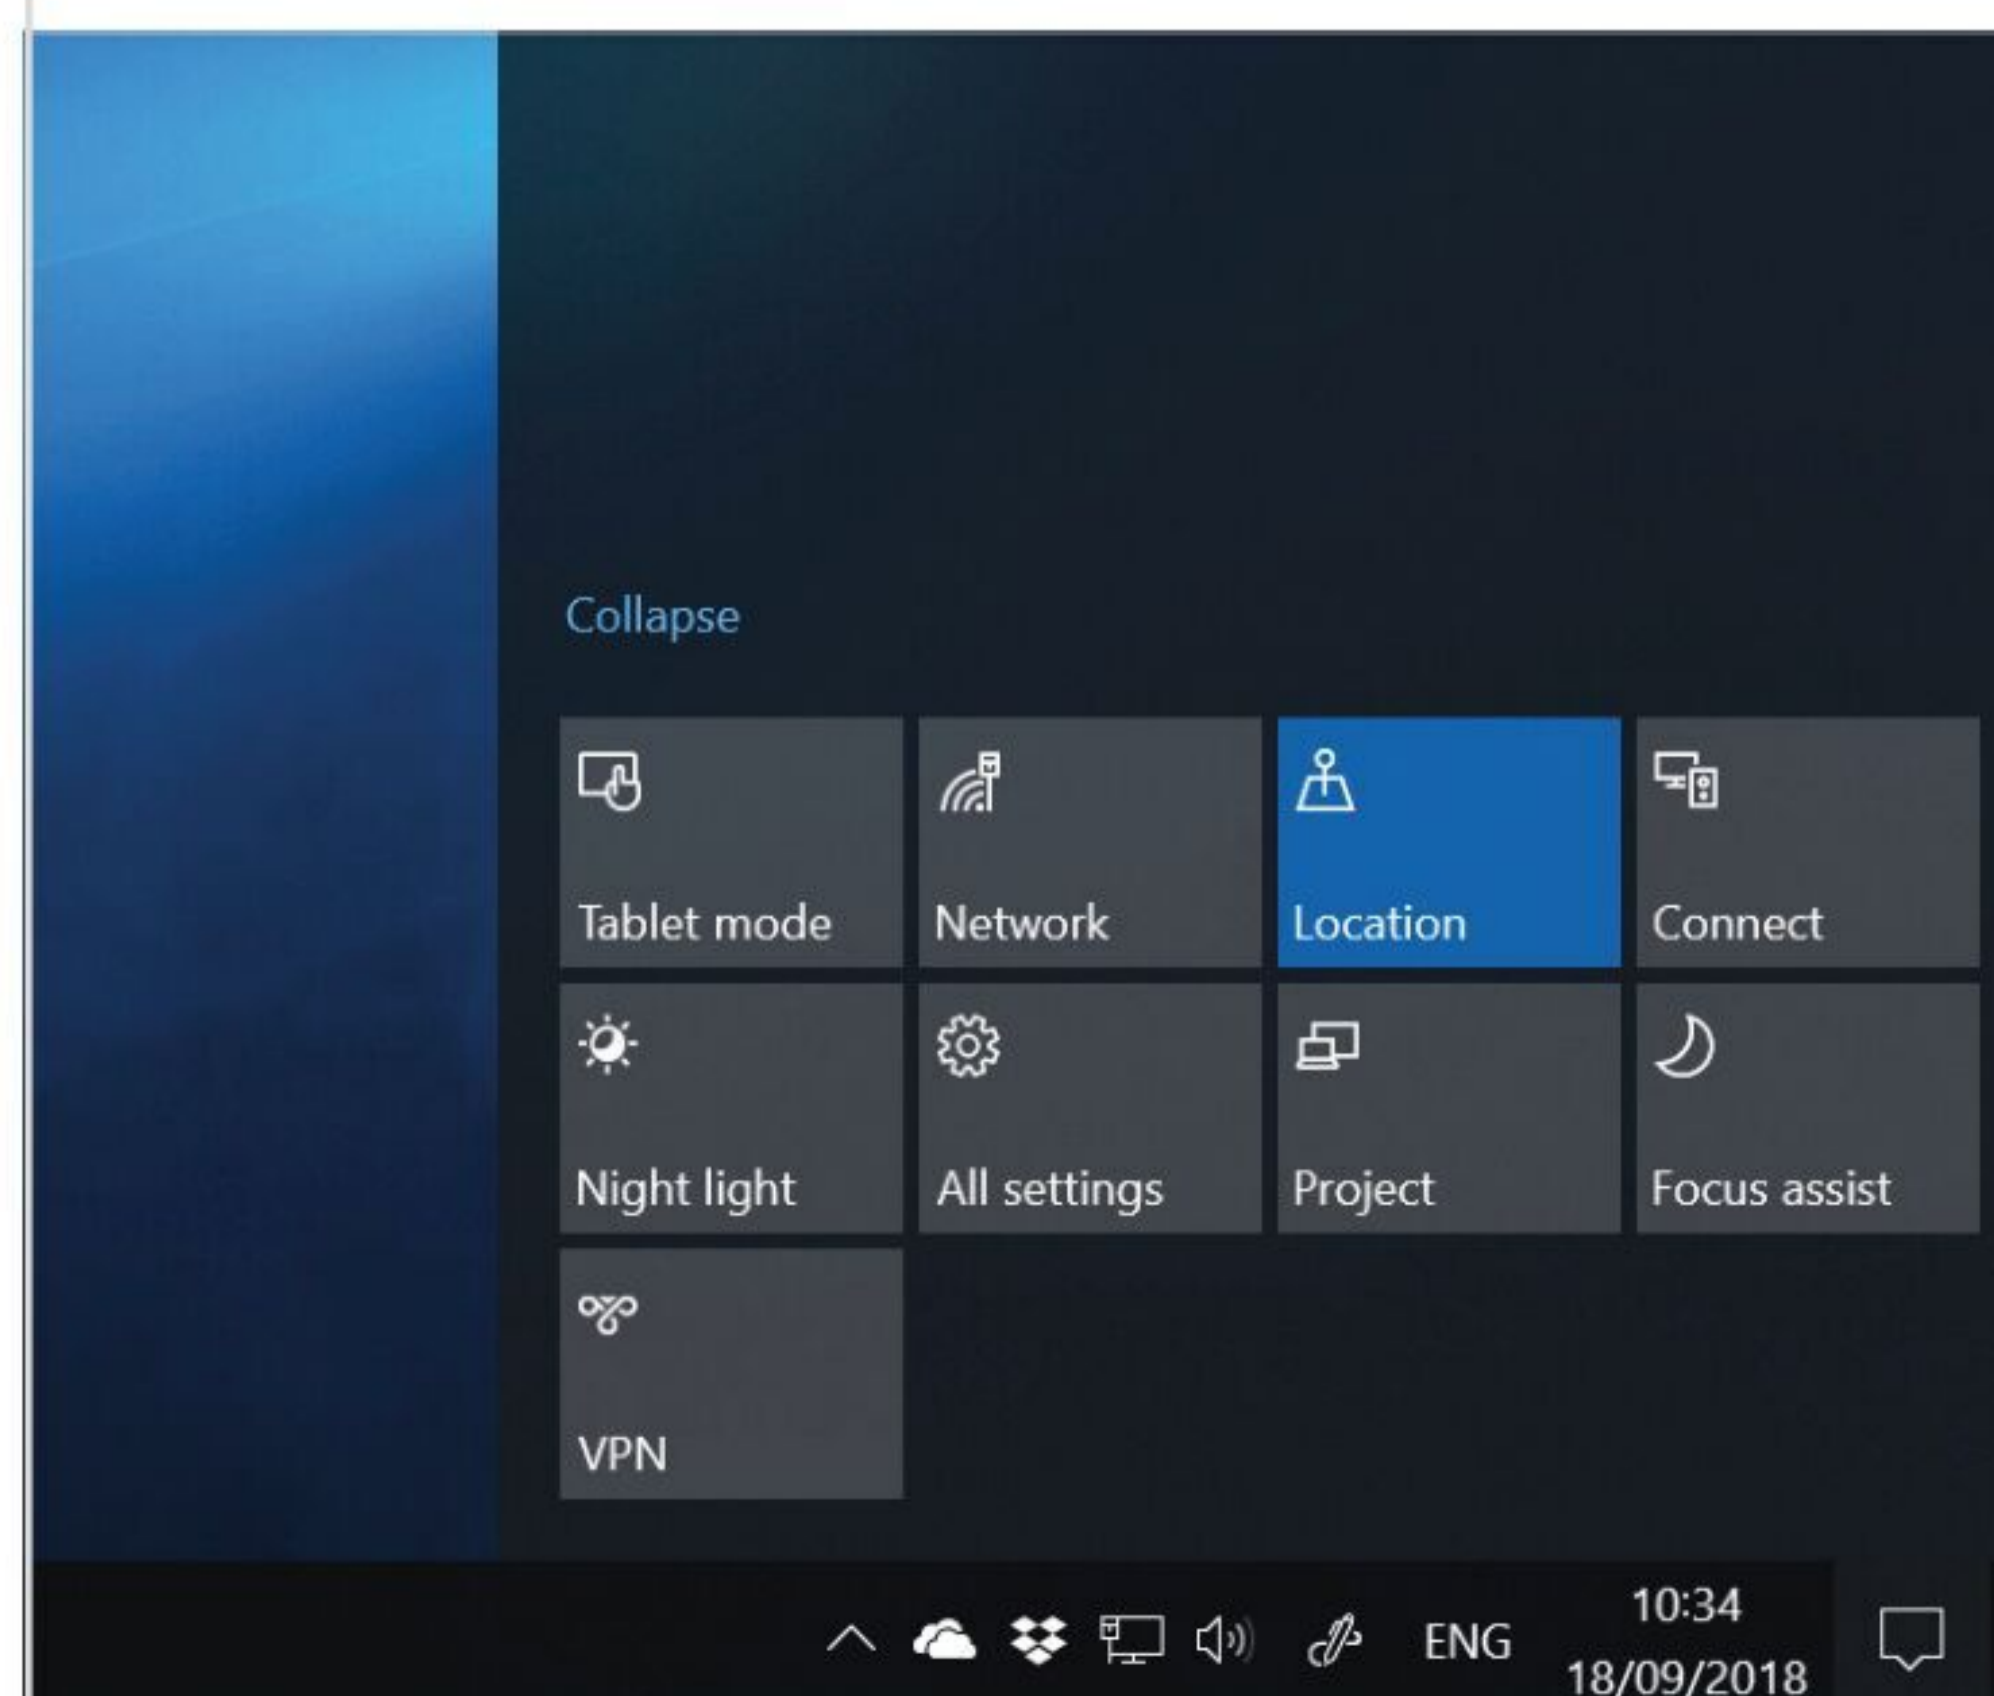 Collapse
Tablet mode
Network
Location
Connect
Night light
All settings
Project
Focus assist
VPN
10:34
ENG
18/09/2018